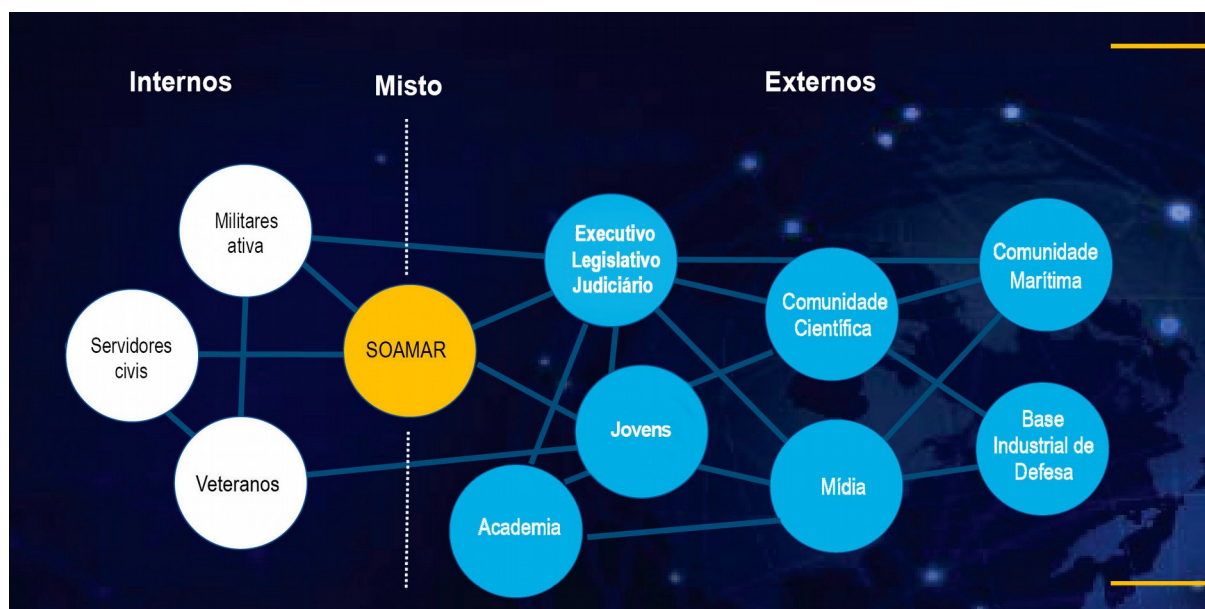 Internos
Misto
Externos
Militares
ativa
Servidores
civis
Veteranos
SOAMAR
Executivo
Legislativo
Judiciário
Jovens
Academia
Comunidade
Científica
Mídia
Comunidade
Marítima
Base
Industrial de
Defesa